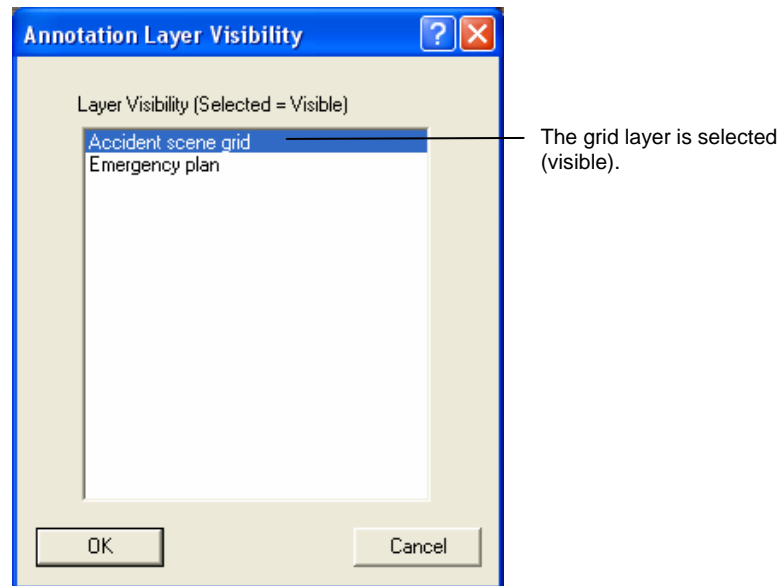 Annotation Layer Visibility
Layer Visibility (Selected = Visible)
Accident scene grid
Emergency plan
The grid layer is selected
(visible).
OK
Cancel